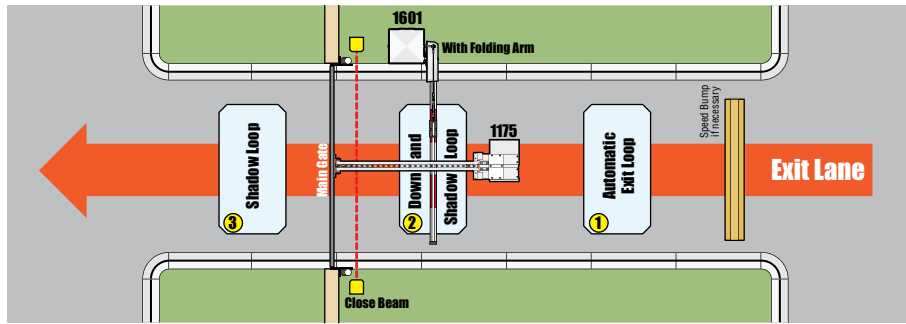 1601
With Folding Arm
Speed Bump
if necessary
Main Gate
Shadow Loop
3
Down and
Shadow Loop
2
1175
Automatic
Exit Loop
1
Exit Lane
Close Beam